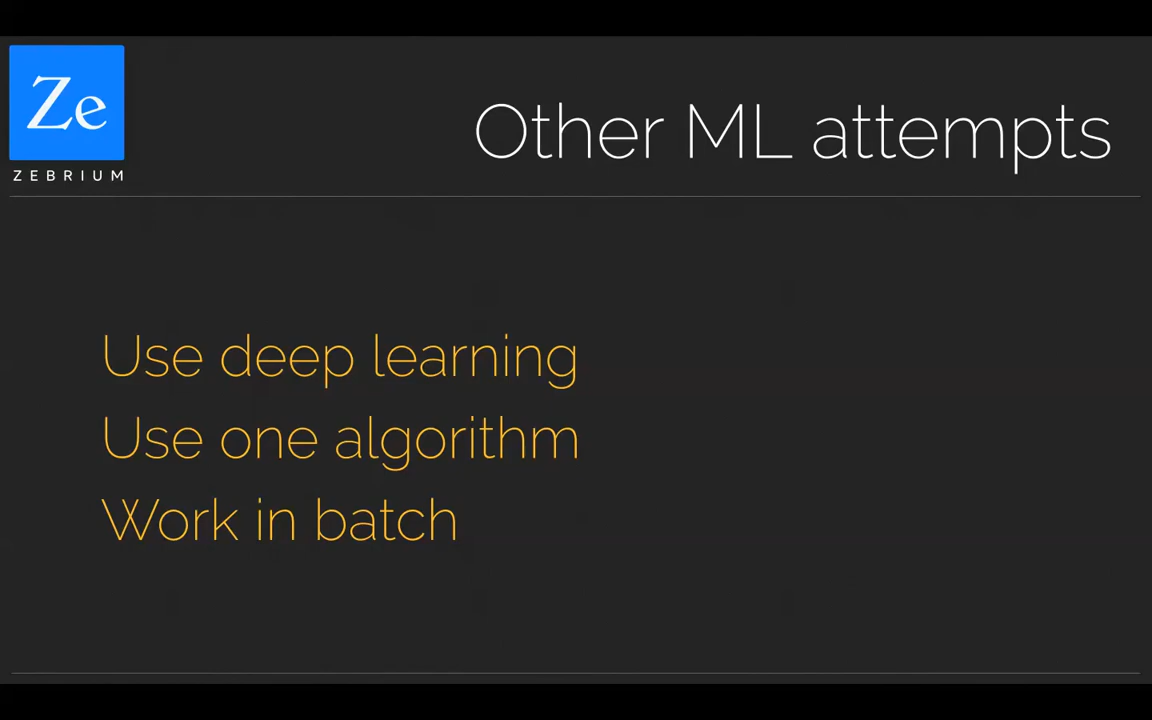 Ze
ZEBRIUM
Other ML attempts
Use deep learning
Use one algorithm
Work in batch